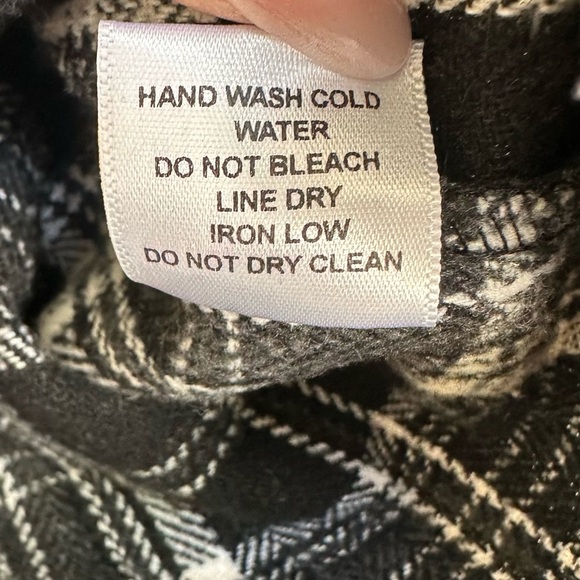 HAND WASH COLD
WATER
DO NOT BLEACH
LINE DRY
IRON LOW
DO NOT DRY CLEAN